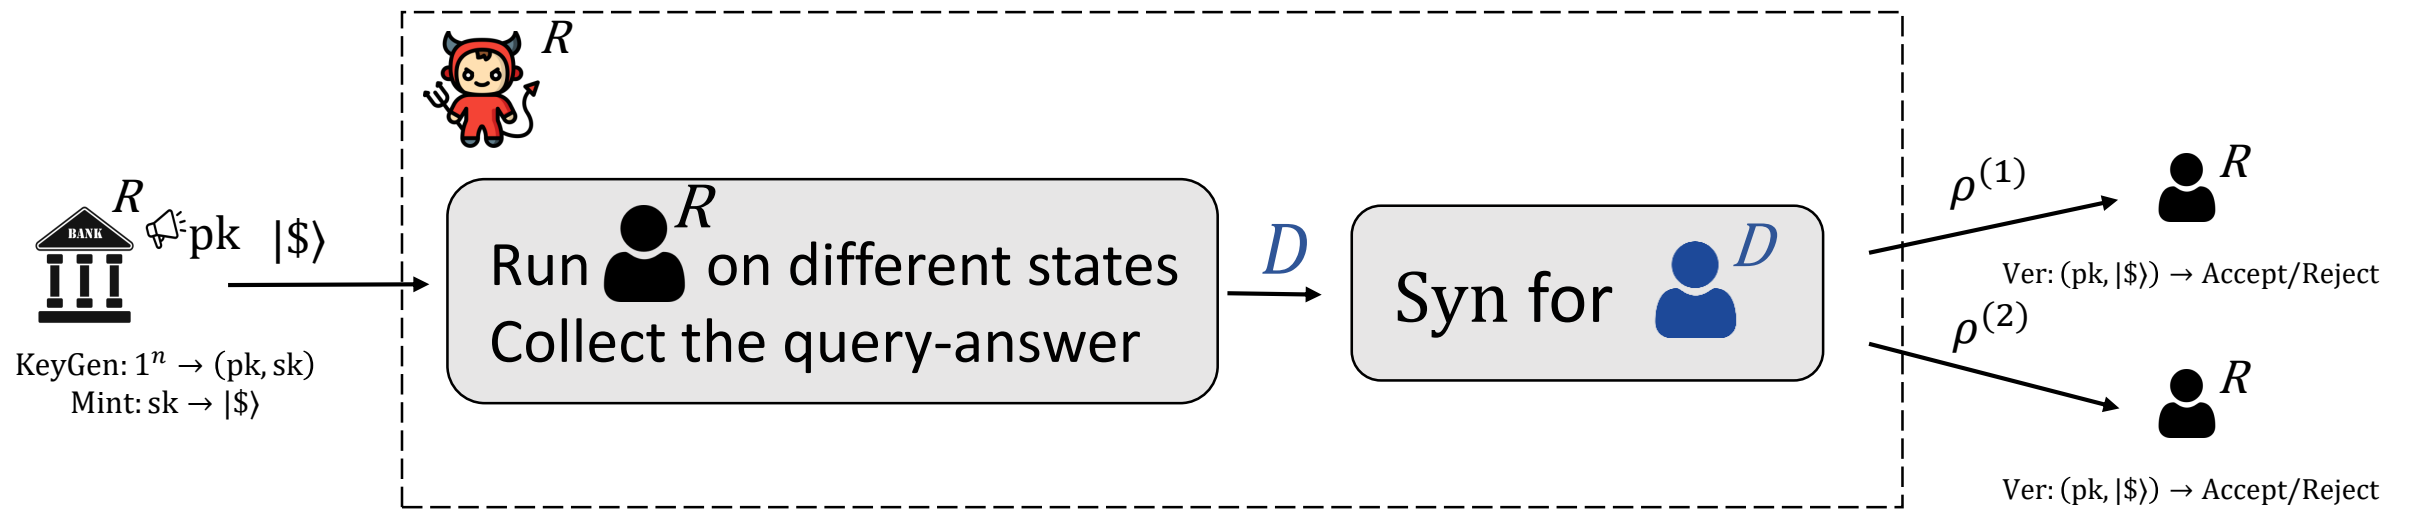 R
BANK
R
pk |$⟩
KeyGen: 1ⁿ → (pk, sk)
Mint: sk → |$⟩
Run R on different states
Collect the query-answer
D
Syn for D
ρ⁽¹⁾
R
Ver: (pk, |$⟩) → Accept/Reject
ρ⁽²⁾
R
Ver: (pk, |$⟩) → Accept/Reject